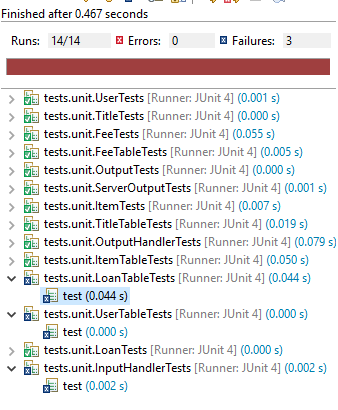 Finished after 0.467 seconds
Runs: 14/14 Errors: 0 Failures: 3
tests.unit.UserTests [Runner: JUnit 4] (0.001 s)
tests.unit.TitleTests [Runner: JUnit 4] (0.000 s)
tests.unit.FeeTests [Runner: JUnit 4] (0.055 s)
tests.unit.FeeTableTests [Runner: JUnit 4] (0.005 s)
tests.unit.OutputTests [Runner: JUnit 4] (0.000 s)
tests.unit.ServerOutputTests [Runner: JUnit 4] (0.001 s)
tests.unit.ItemTests [Runner: JUnit 4] (0.007 s)
tests.unit.TitleTableTests [Runner: JUnit 4] (0.019 s)
tests.unit.OutputHandlerTests [Runner: JUnit 4] (0.079 s)
tests.unit.ItemTableTests [Runner: JUnit 4] (0.050 s)
tests.unit.LoanTableTests [Runner: JUnit 4] (0.044 s)
test (0.044 s)
tests.unit.UserTableTests [Runner: JUnit 4] (0.000 s)
test (0.000 s)
tests.unit.LoanTests [Runner: JUnit 4] (0.000 s)
tests.unit.InputHandlerTests [Runner: JUnit 4] (0.002 s)
test (0.002 s)